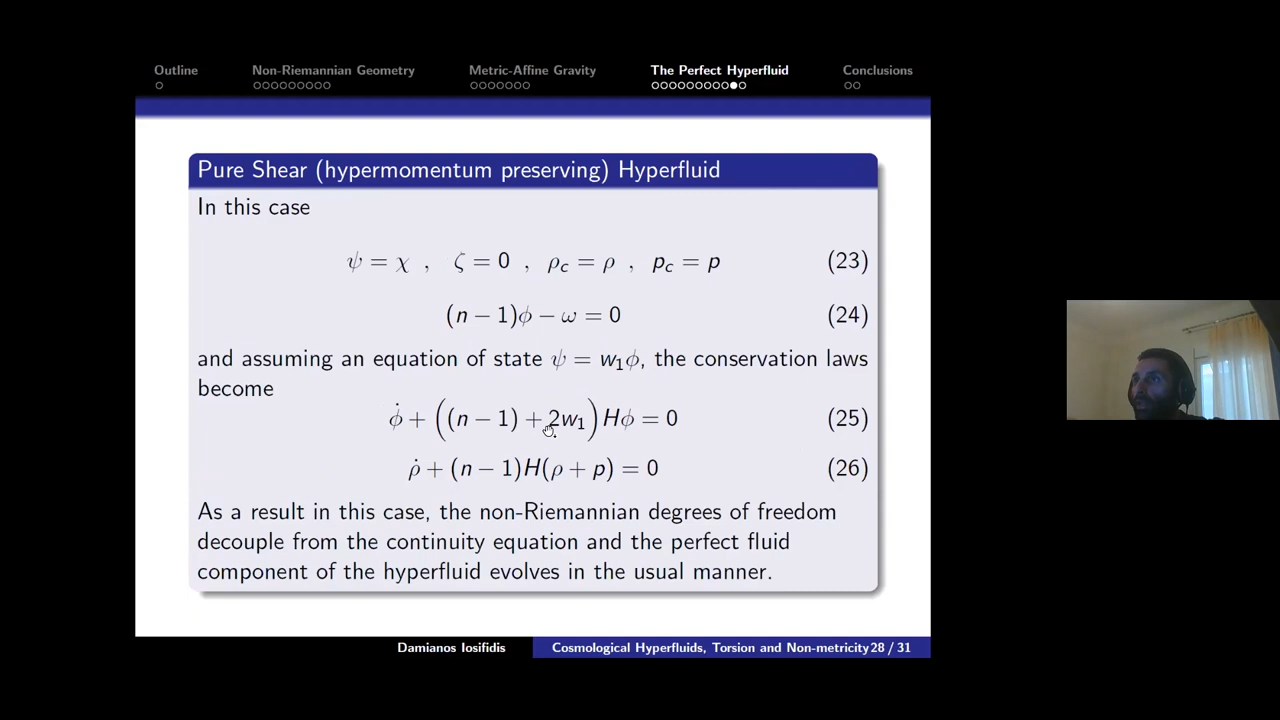 Outline Non-Riemannian Geometry Metric-Affine Gravity The Perfect Hyperfluid Conclusions
Pure Shear (hypermomentum preserving) Hyperfluid
In this case
ψ = χ , ζ = 0 , ρc = ρ , pc = p (23)
(n − 1)ϕ − ω = 0 (24)
and assuming an equation of state ψ = w₁ϕ, the conservation laws
become
ϕ̇ + ((n − 1) + 2w₁)Hϕ = 0 (25)
ρ̇ + (n − 1)H(ρ + p) = 0 (26)
As a result in this case, the non-Riemannian degrees of freedom
decouple from the continuity equation and the perfect fluid
component of the hyperfluid evolves in the usual manner.
Damianos Iosifidis Cosmological Hyperfluids, Torsion and Non-metricity 28 / 31